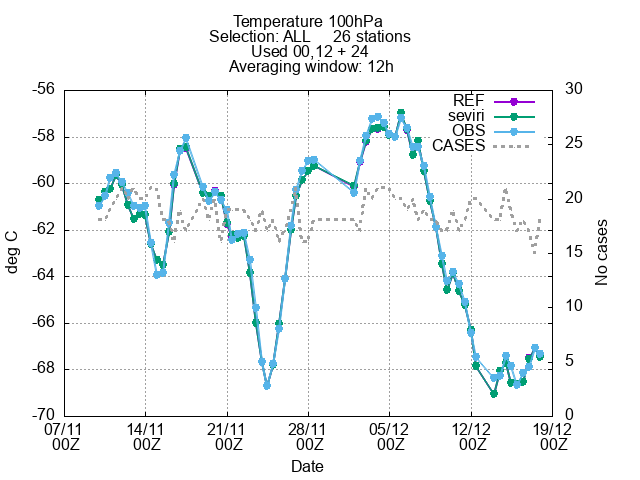 Temperature 100hPa
Selection: ALL 26 stations
Used 00,12 + 24
Averaging window: 12h
-56
-58
-60
-62
-64
-66
-68
-70
deg C
30
25
20
15
10
5
0
No cases
REF
seviri
OBS
CASES
07/11 14/11 21/11 28/11 05/12 12/12 19/12
00Z 00Z 00Z 00Z 00Z 00Z 00Z
Date